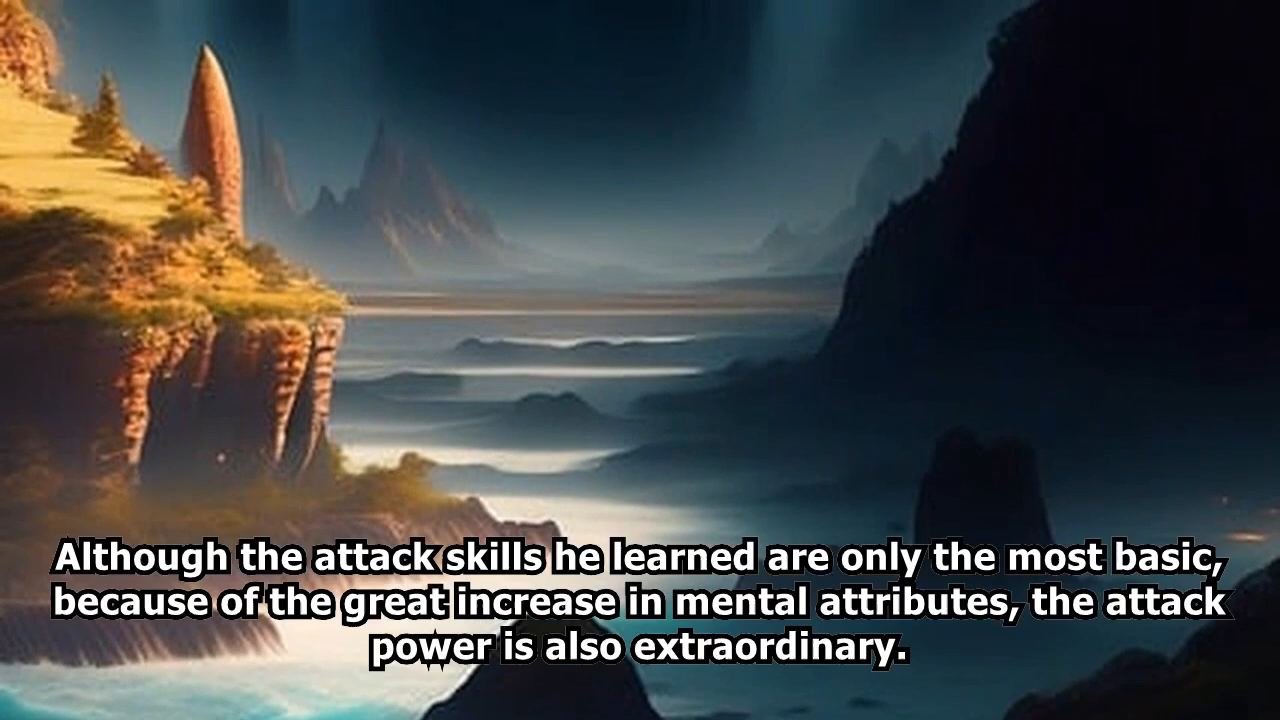 Although the attack skills he learned are only the most basic,
because of the great increase in mental attributes, the attack
power is also extraordinary.